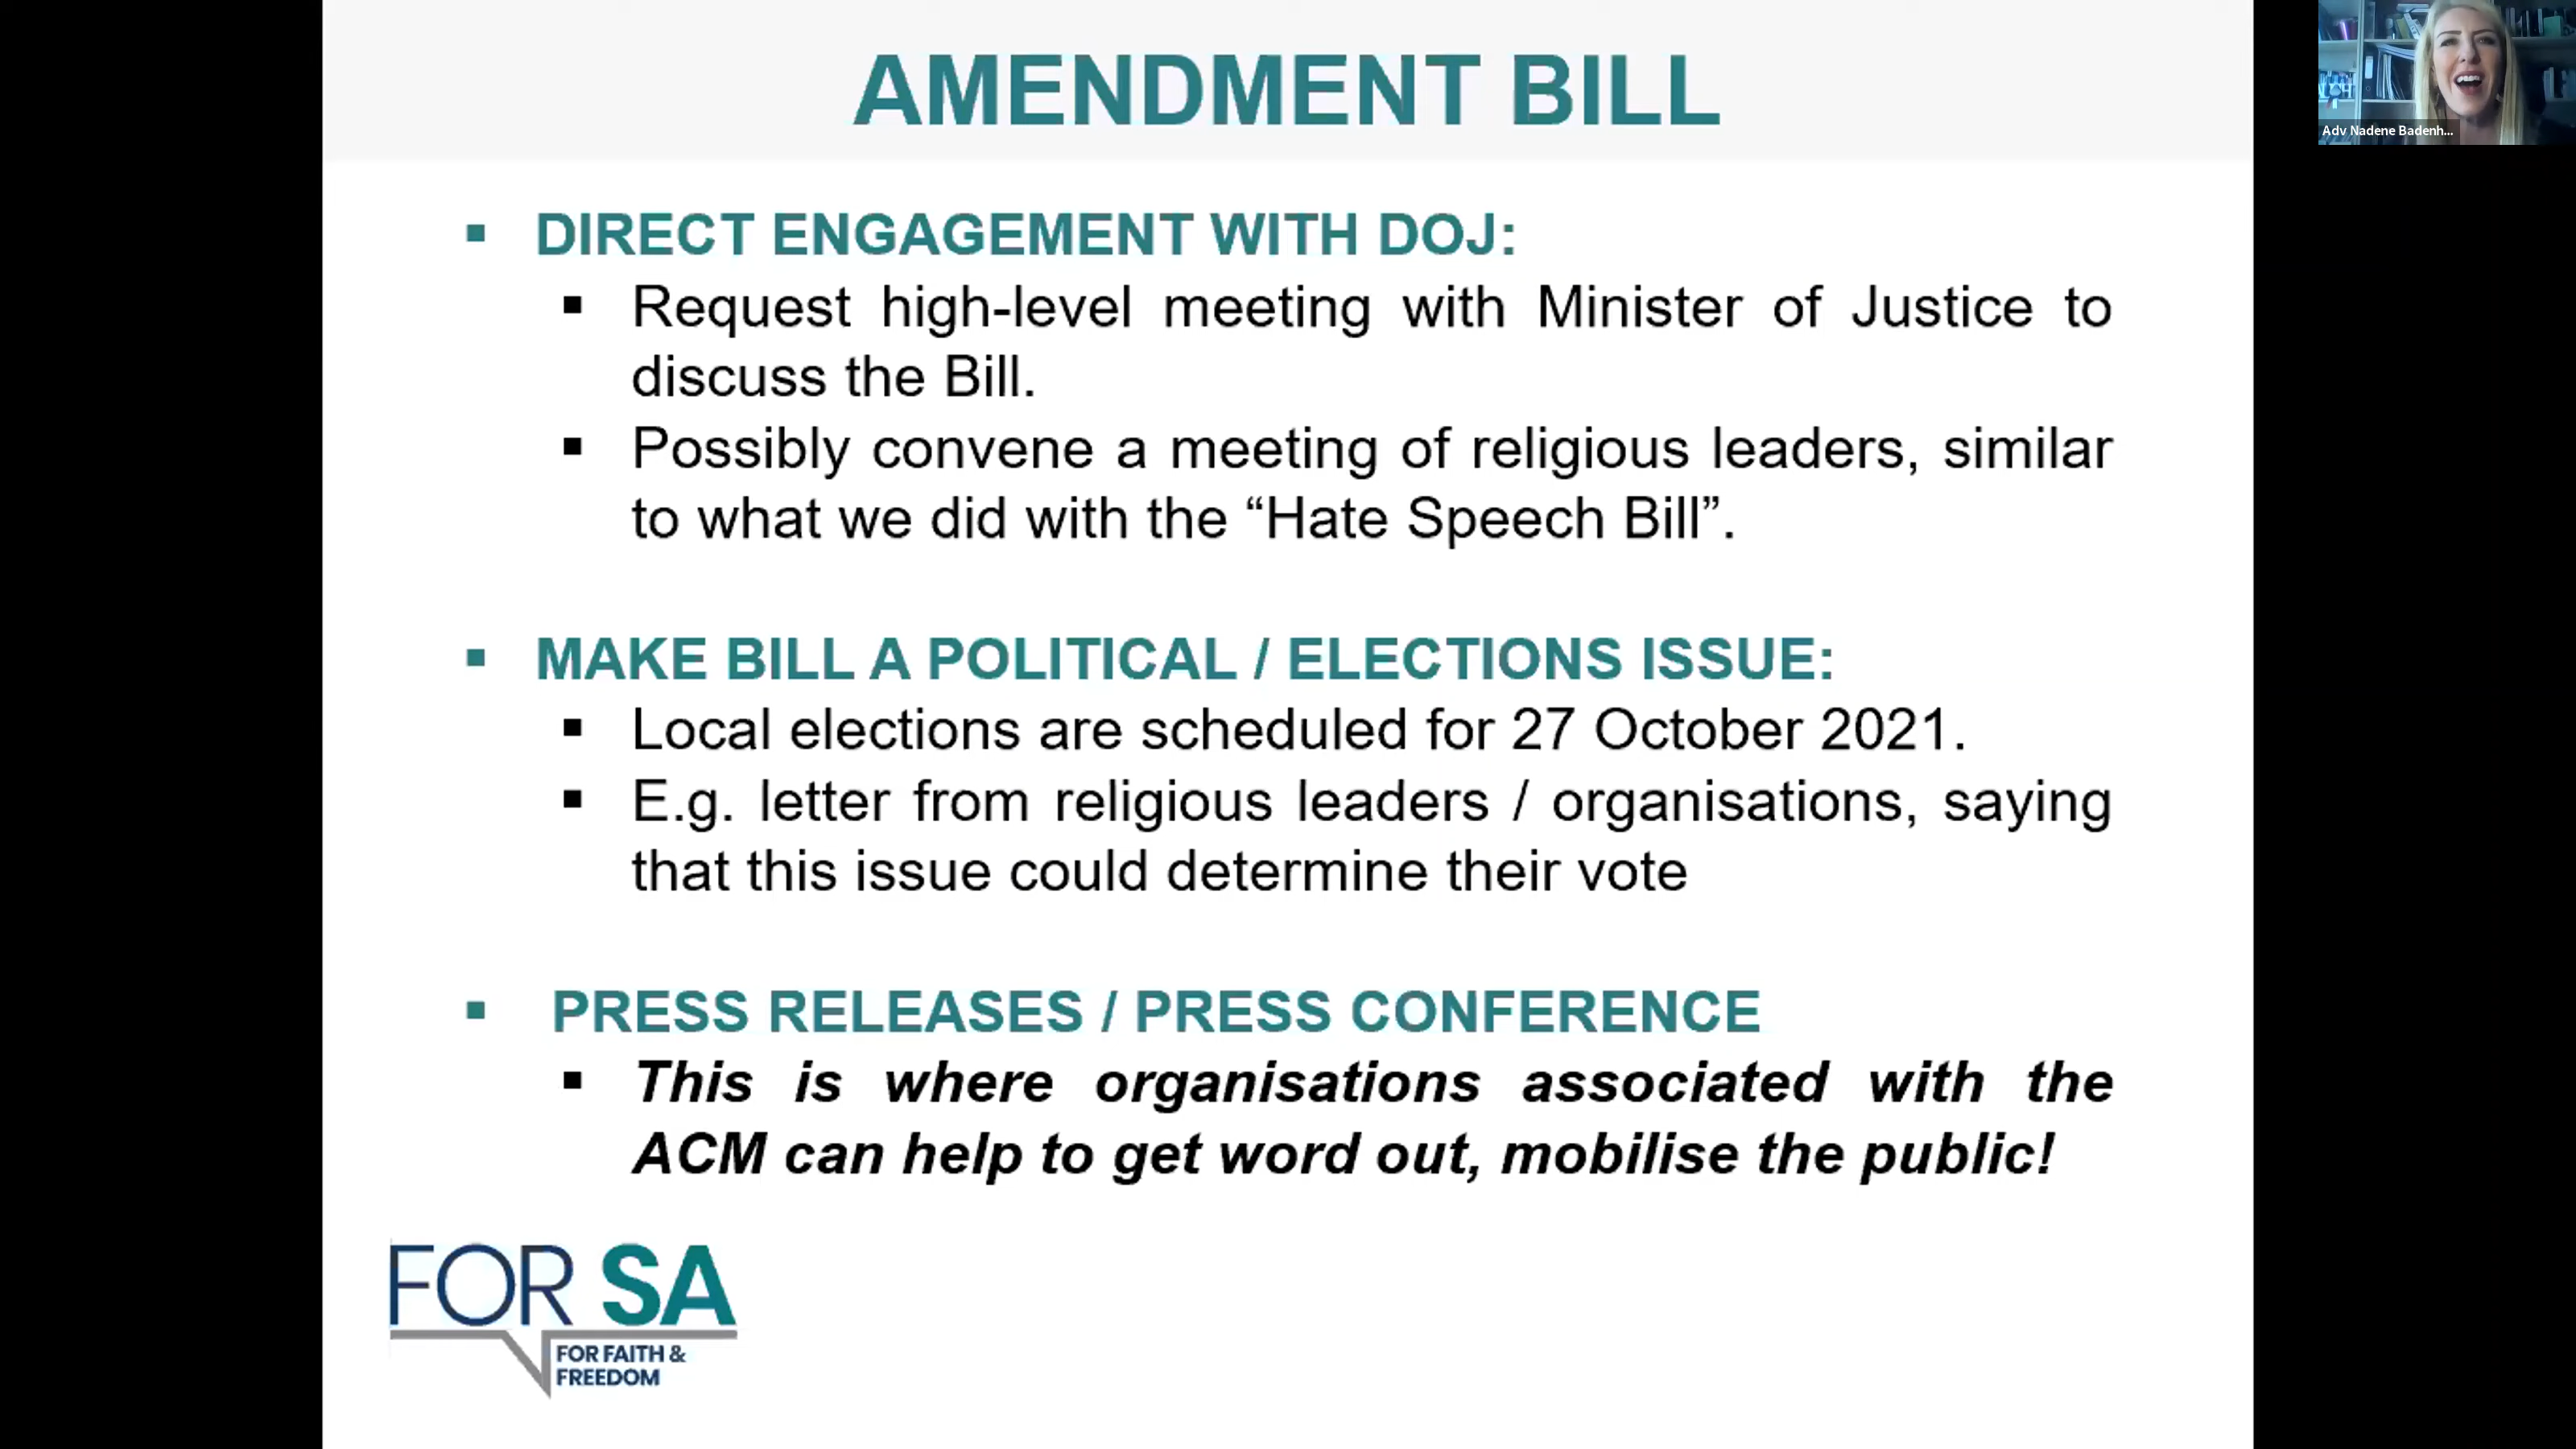 AMENDMENT BILL
Adv Nadene Badenh...
▪ DIRECT ENGAGEMENT WITH DOJ:
▪ Request high-level meeting with Minister of Justice to
discuss the Bill.
▪ Possibly convene a meeting of religious leaders, similar
to what we did with the “Hate Speech Bill”.
▪ MAKE BILL A POLITICAL / ELECTIONS ISSUE:
▪ Local elections are scheduled for 27 October 2021.
▪ E.g. letter from religious leaders / organisations, saying
that this issue could determine their vote
▪ PRESS RELEASES / PRESS CONFERENCE
▪ This is where organisations associated with the
ACM can help to get word out, mobilise the public!
FOR SA
FOR FAITH &
FREEDOM